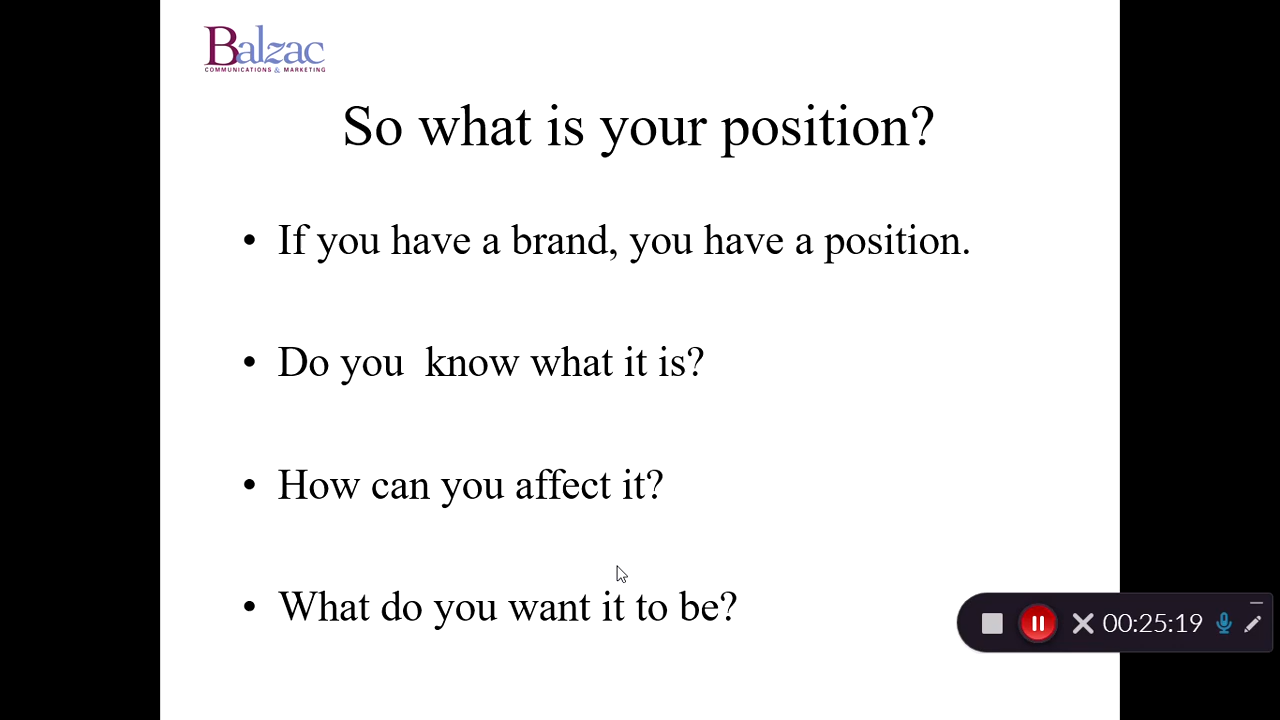 Balzac
COMMUNICATIONS & MARKETING
So what is your position?
• If you have a brand, you have a position.
• Do you  know what it is?
• How can you affect it?
• What do you want it to be?
00:25:19